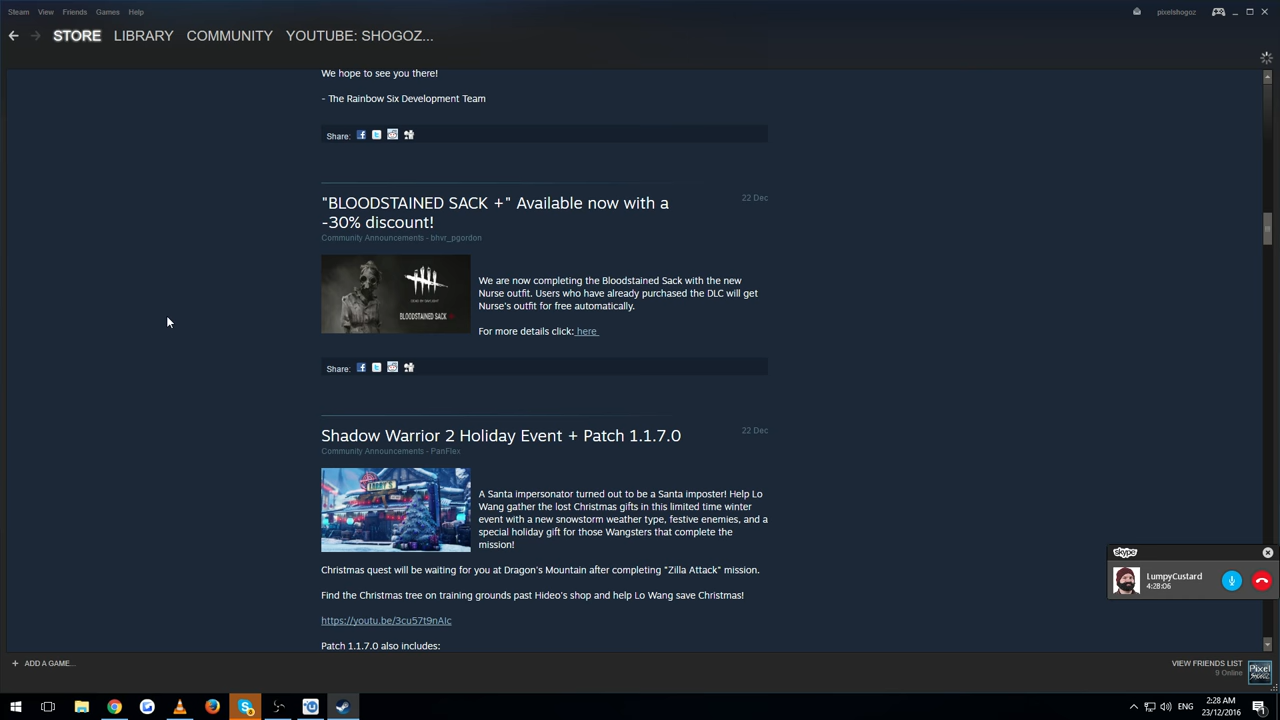 Steam View Friends Games Help
pixelshogoz
STORE LIBRARY COMMUNITY YOUTUBE: SHOGOZ...
We hope to see you there!
- The Rainbow Six Development Team
Share:
"BLOODSTAINED SACK +" Available now with a
-30% discount!
22 Dec
Community Announcements - bhvr_pgordon
DEAD BY DAYLIGHT
BLOODSTAINED SACK
We are now completing the Bloodstained Sack with the new
Nurse outfit. Users who have already purchased the DLC will get
Nurse's outfit for free automatically.
For more details click: here
Share:
Shadow Warrior 2 Holiday Event + Patch 1.1.7.0
22 Dec
Community Announcements - PanFlex
A Santa impersonator turned out to be a Santa imposter! Help Lo
Wang gather the lost Christmas gifts in this limited time winter
event with a new snowstorm weather type, festive enemies, and a
special holiday gift for those Wangsters that complete the
mission!
Christmas quest will be waiting for you at Dragon's Mountain after completing "Zilla Attack" mission.
Find the Christmas tree on training grounds past Hideo's shop and help Lo Wang save Christmas!
https://youtu.be/3cu57t9nAIc
Patch 1.1.7.0 also includes:
skype
LumpyCustard
4:28:06
+ ADD A GAME...
VIEW FRIENDS LIST
9 Online
Pixel
SHOGOZ
ENG
2:28 AM
23/12/2016
1